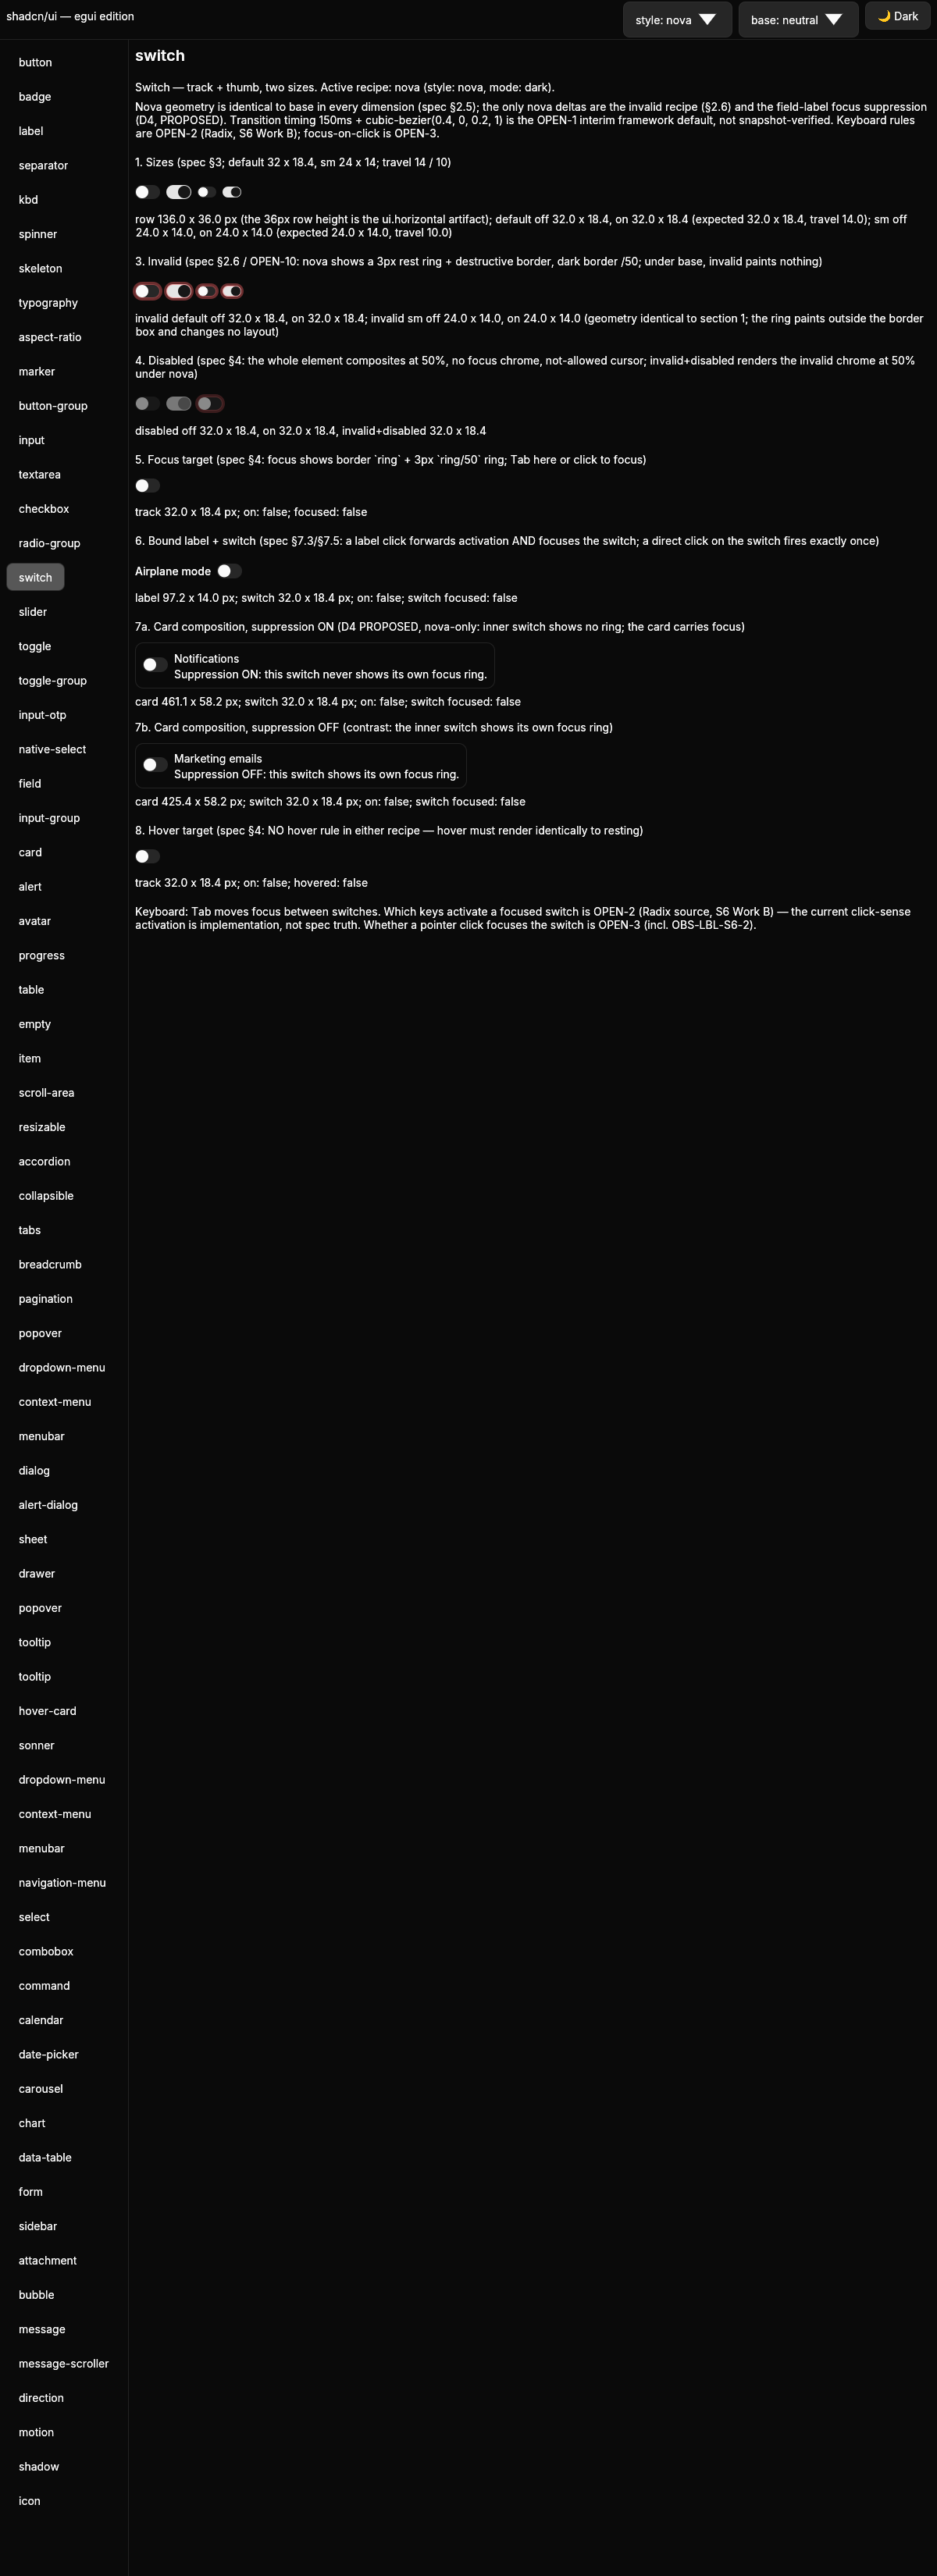 shadcn/ui — egui edition
style: nova
base: neutral
🌙 Dark
button
badge
label
separator
kbd
spinner
skeleton
typography
aspect-ratio
marker
button-group
input
textarea
checkbox
radio-group
switch
slider
toggle
toggle-group
input-otp
native-select
field
input-group
card
alert
avatar
progress
table
empty
item
scroll-area
resizable
accordion
collapsible
tabs
breadcrumb
pagination
popover
dropdown-menu
context-menu
menubar
dialog
alert-dialog
sheet
drawer
popover
tooltip
tooltip
hover-card
sonner
dropdown-menu
context-menu
menubar
navigation-menu
select
combobox
command
calendar
date-picker
carousel
chart
data-table
form
sidebar
attachment
bubble
message
message-scroller
direction
motion
shadow
icon
switch
Switch — track + thumb, two sizes. Active recipe: nova (style: nova, mode: dark).
Nova geometry is identical to base in every dimension (spec §2.5); the only nova deltas are the invalid recipe (§2.6) and the field-label focus suppression
(D4, PROPOSED). Transition timing 150ms + cubic-bezier(0.4, 0, 0.2, 1) is the OPEN-1 interim framework default, not snapshot-verified. Keyboard rules
are OPEN-2 (Radix, S6 Work B); focus-on-click is OPEN-3.
1. Sizes (spec §3; default 32 x 18.4, sm 24 x 14; travel 14 / 10)
row 136.0 x 36.0 px (the 36px row height is the ui.horizontal artifact); default off 32.0 x 18.4, on 32.0 x 18.4 (expected 32.0 x 18.4, travel 14.0); sm off
24.0 x 14.0, on 24.0 x 14.0 (expected 24.0 x 14.0, travel 10.0)
3. Invalid (spec §2.6 / OPEN-10: nova shows a 3px rest ring + destructive border, dark border /50; under base, invalid paints nothing)
invalid default off 32.0 x 18.4, on 32.0 x 18.4; invalid sm off 24.0 x 14.0, on 24.0 x 14.0 (geometry identical to section 1; the ring paints outside the border
box and changes no layout)
4. Disabled (spec §4: the whole element composites at 50%, no focus chrome, not-allowed cursor; invalid+disabled renders the invalid chrome at 50%
under nova)
disabled off 32.0 x 18.4, on 32.0 x 18.4, invalid+disabled 32.0 x 18.4
5. Focus target (spec §4: focus shows border `ring` + 3px `ring/50` ring; Tab here or click to focus)
track 32.0 x 18.4 px; on: false; focused: false
6. Bound label + switch (spec §7.3/§7.5: a label click forwards activation AND focuses the switch; a direct click on the switch fires exactly once)
Airplane mode
label 97.2 x 14.0 px; switch 32.0 x 18.4 px; on: false; switch focused: false
7a. Card composition, suppression ON (D4 PROPOSED, nova-only: inner switch shows no ring; the card carries focus)
Notifications
Suppression ON: this switch never shows its own focus ring.
card 461.1 x 58.2 px; switch 32.0 x 18.4 px; on: false; switch focused: false
7b. Card composition, suppression OFF (contrast: the inner switch shows its own focus ring)
Marketing emails
Suppression OFF: this switch shows its own focus ring.
card 425.4 x 58.2 px; switch 32.0 x 18.4 px; on: false; switch focused: false
8. Hover target (spec §4: NO hover rule in either recipe — hover must render identically to resting)
track 32.0 x 18.4 px; on: false; hovered: false
Keyboard: Tab moves focus between switches. Which keys activate a focused switch is OPEN-2 (Radix source, S6 Work B) — the current click-sense
activation is implementation, not spec truth. Whether a pointer click focuses the switch is OPEN-3 (incl. OBS-LBL-S6-2).